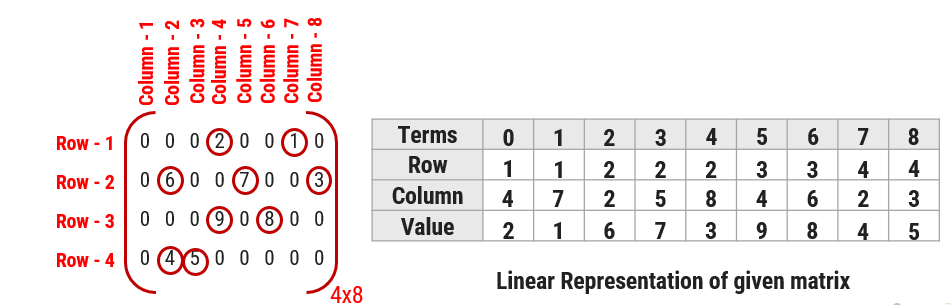 Column - 1
Column - 2
Column - 3
Column - 4
Column - 5
Column - 6
Column - 7
Column - 8
Row - 1 0 0 0 2 0 0 1 0
Row - 2 0 6 0 0 7 0 0 3
Row - 3 0 0 0 9 0 8 0 0
Row - 4 0 4 5 0 0 0 0 0
4x8
Terms 0 1 2 3 4 5 6 7 8
Row 1 1 2 2 2 3 3 4 4
Column 4 7 2 5 8 4 6 2 3
Value 2 1 6 7 3 9 8 4 5
Linear Representation of given matrix